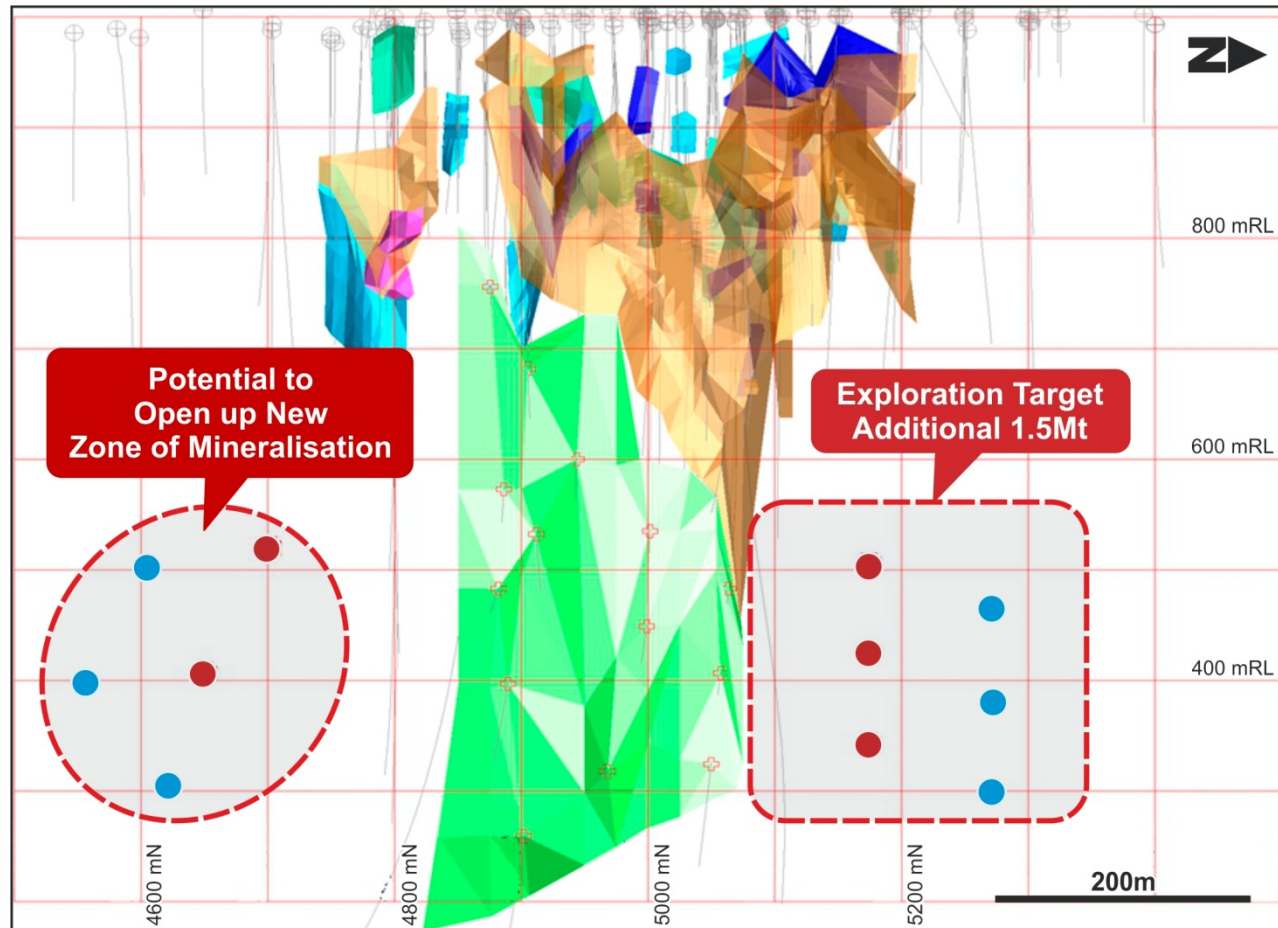 N
800 mRL
Potential to
Open up New
Zone of Mineralisation
Exploration Target
Additional 1.5Mt
600 mRL
400 mRL
4600 mN
4800 mN
5000 mN
5200 mN
200m